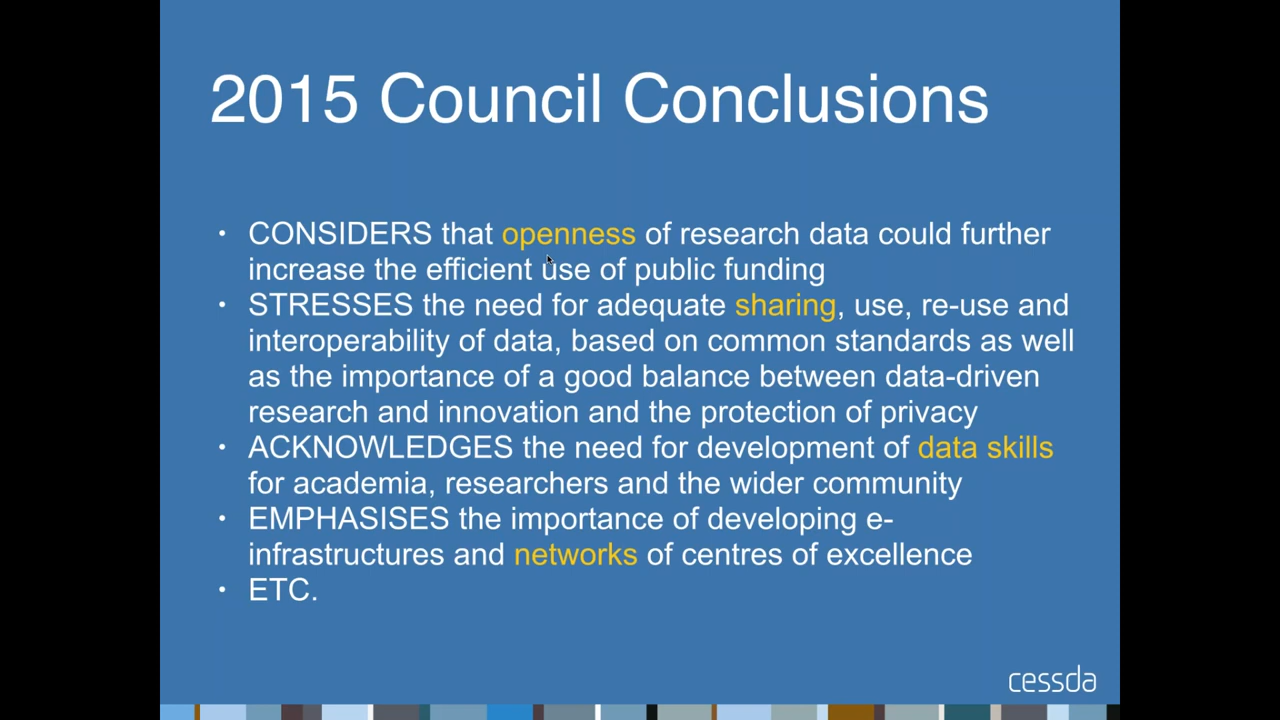 2015 Council Conclusions
• CONSIDERS that openness of research data could further
increase the efficient use of public funding
• STRESSES the need for adequate sharing, use, re-use and
interoperability of data, based on common standards as well
as the importance of a good balance between data-driven
research and innovation and the protection of privacy
• ACKNOWLEDGES the need for development of data skills
for academia, researchers and the wider community
• EMPHASISES the importance of developing e-
infrastructures and networks of centres of excellence
• ETC.
cessda